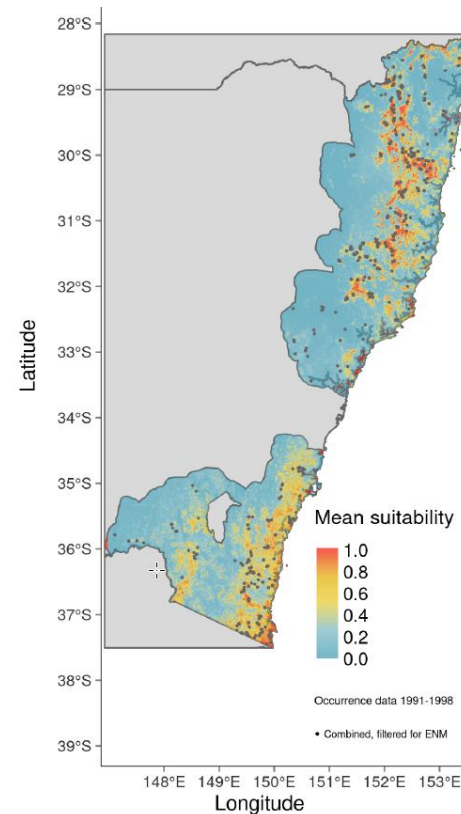 28°S
29°S
30°S
31°S
32°S
33°S
34°S
35°S
36°S
37°S
38°S
39°S
Latitude
Mean suitability
1.0
0.8
0.6
0.4
0.2
0.0
Occurrence data 1991-1998
Combined, filtered for ENM
148°E 149°E 150°E 151°E 152°E 153°E
Longitude